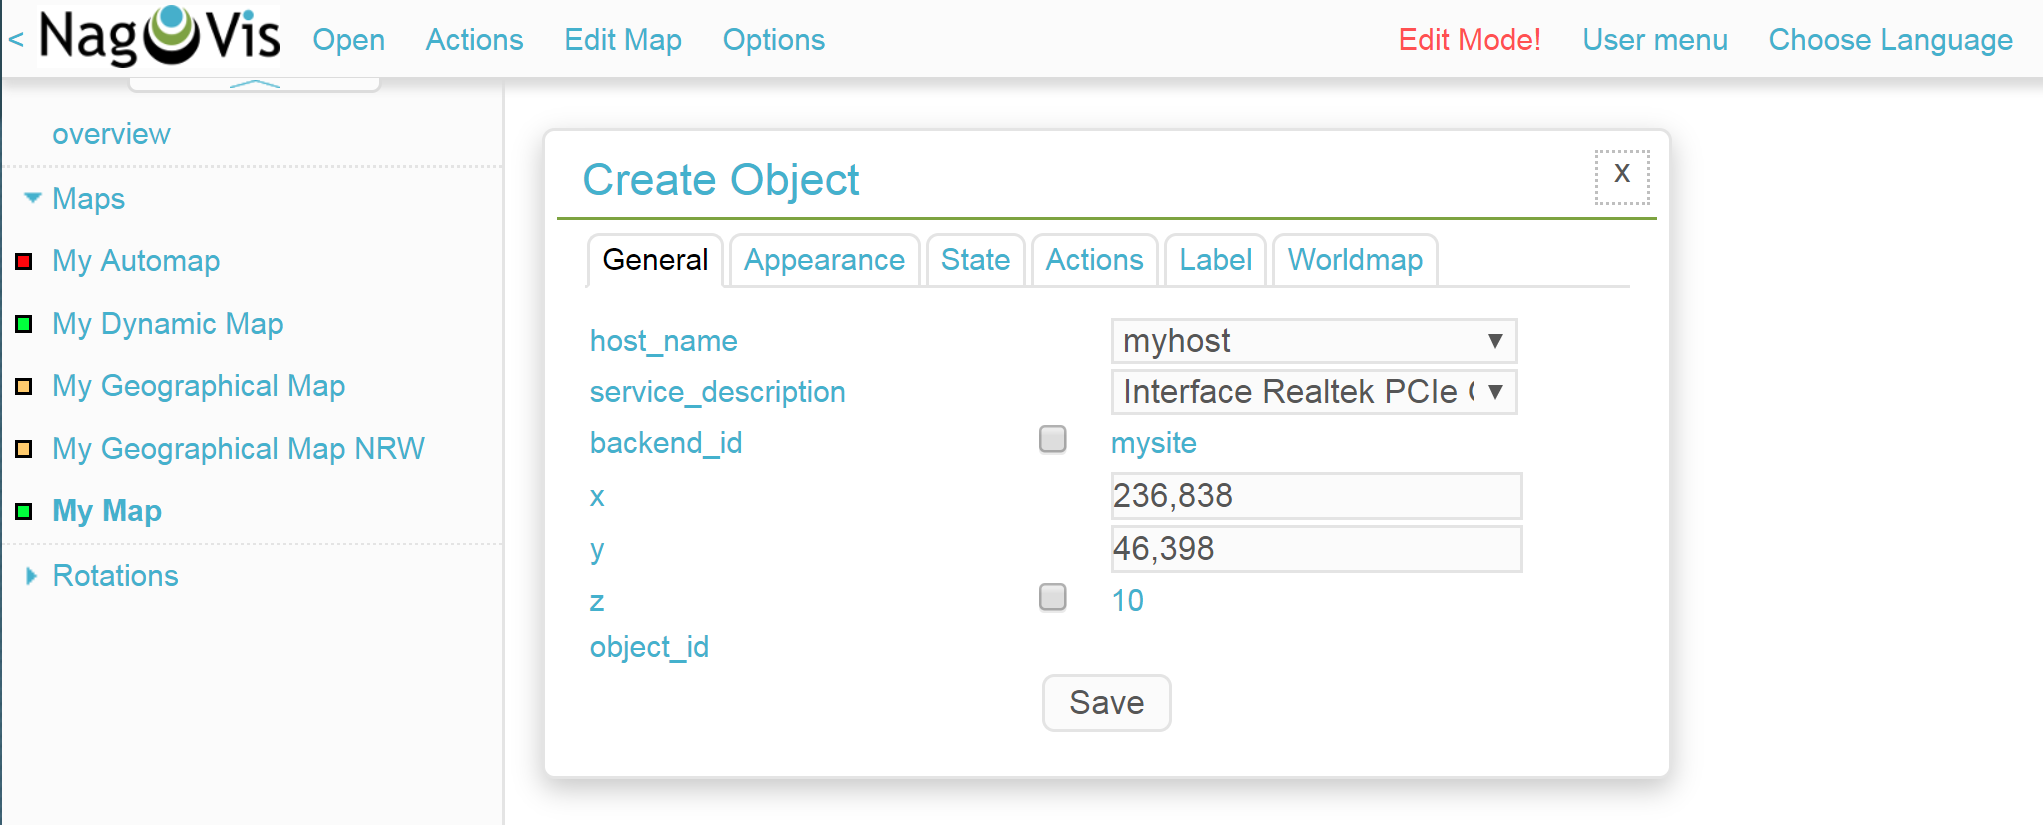 < NagVis Open Actions Edit Map Options Edit Mode! User menu Choose Language
overview
Maps
My Automap
My Dynamic Map
My Geographical Map
My Geographical Map NRW
My Map
Rotations
Create Object x
General Appearance State Actions Label Worldmap
host_name myhost
service_description Interface Realtek PCIe
backend_id mysite
x 236,838
y 46,398
z 10
object_id
Save